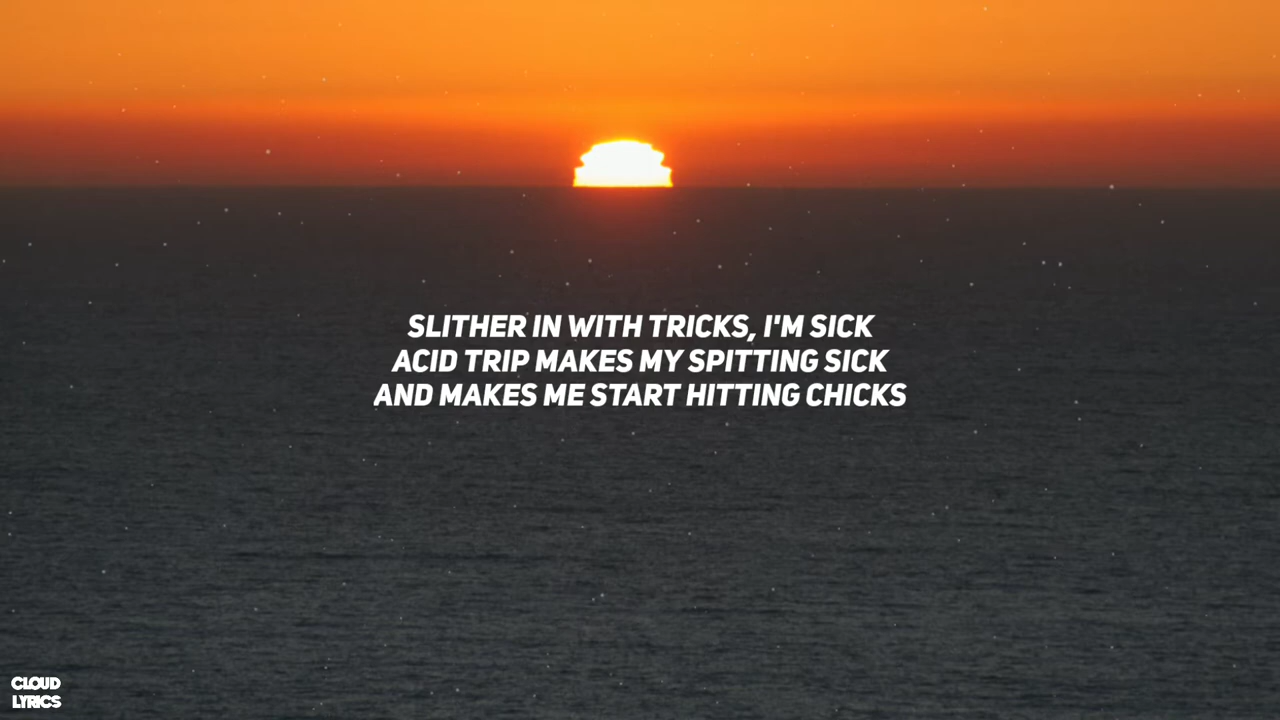 SLITHER IN WITH TRICKS, I'M SICK
ACID TRIP MAKES MY SPITTING SICK
AND MAKES ME START HITTING CHICKS
CLOUD
LYRICS